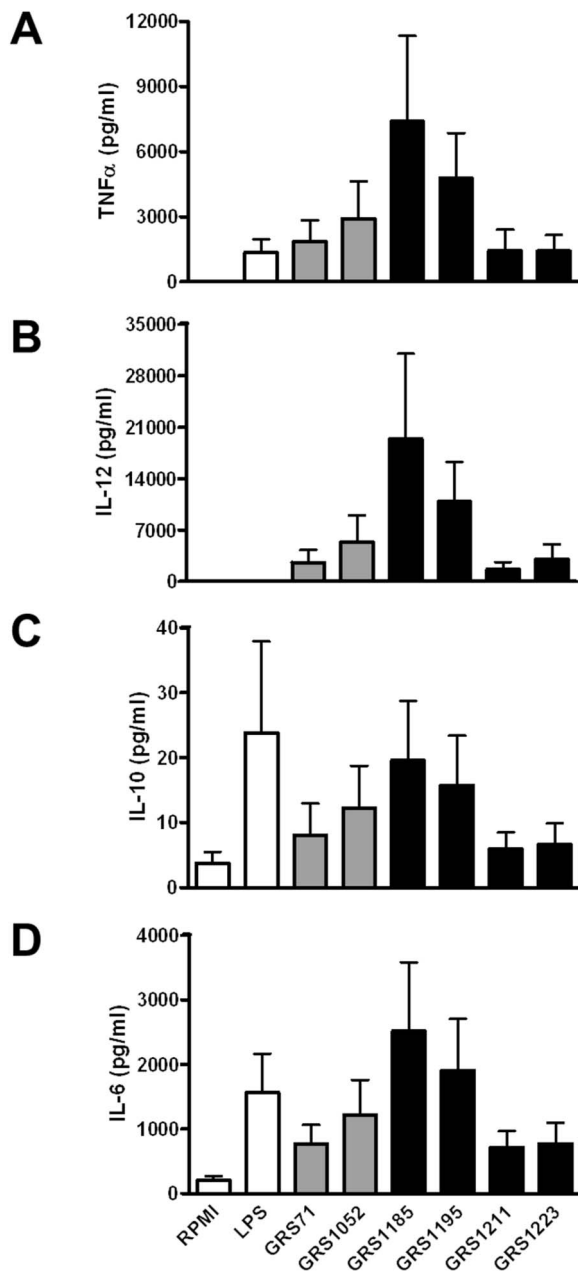 A
TNFα (pg/ml)
12000
9000
6000
3000
0
B
IL-12 (pg/ml)
35000
28000
21000
14000
7000
0
C
IL-10 (pg/ml)
40
30
20
10
0
D
IL-6 (pg/ml)
4000
3000
2000
1000
0
RPMI
LPS
GRS71
GRS1052
GRS1185
GRS1195
GRS1211
GRS1223